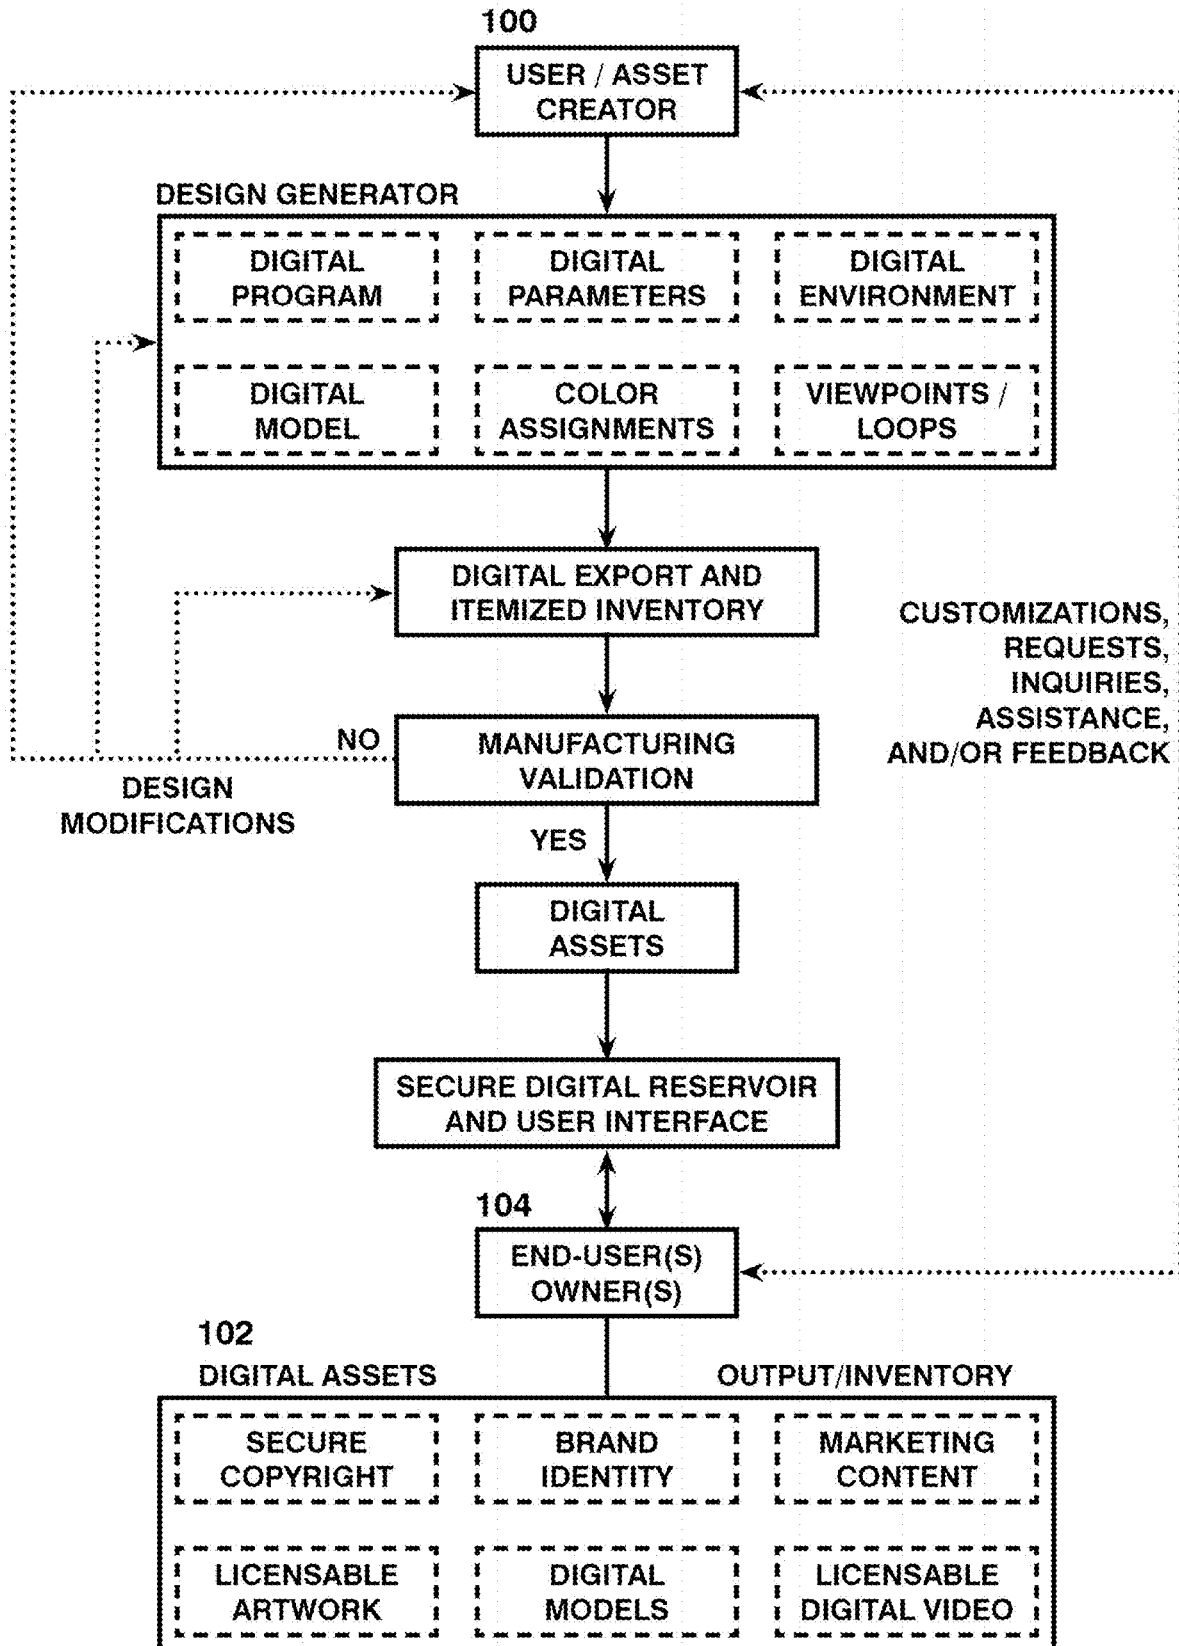 100
USER / ASSET
CREATOR
DESIGN GENERATOR
DIGITAL
PROGRAM
DIGITAL
PARAMETERS
DIGITAL
ENVIRONMENT
DIGITAL
MODEL
COLOR
ASSIGNMENTS
VIEWPOINTS /
LOOPS
DIGITAL EXPORT AND
ITEMIZED INVENTORY
CUSTOMIZATIONS,
REQUESTS,
INQUIRIES,
ASSISTANCE,
AND/OR FEEDBACK
NO
MANUFACTURING
VALIDATION
DESIGN
MODIFICATIONS
YES
DIGITAL
ASSETS
SECURE DIGITAL RESERVOIR
AND USER INTERFACE
104
END-USER(S)
OWNER(S)
102
DIGITAL ASSETS
OUTPUT/INVENTORY
SECURE
COPYRIGHT
BRAND
IDENTITY
MARKETING
CONTENT
LICENSABLE
ARTWORK
DIGITAL
MODELS
LICENSABLE
DIGITAL VIDEO